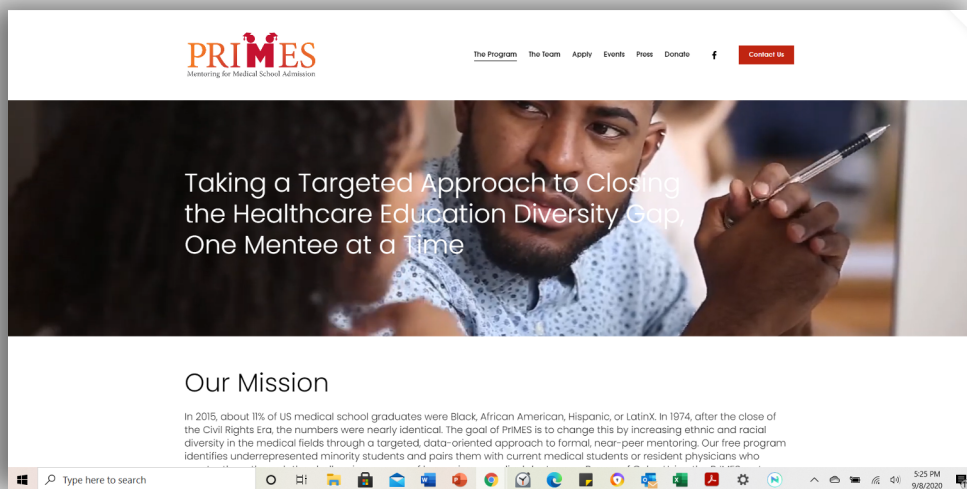 PRIMES
Mentoring for Medical School Admission
The Program The Team Apply Events Press Donate f Contact Us
Taking a Targeted Approach to Closing
the Healthcare Education Diversity Gap,
One Mentee at a Time
Our Mission
In 2015, about 11% of US medical school graduates were Black, African American, Hispanic, or LatinX. In 1974, after the close of
the Civil Rights Era, the numbers were nearly identical. The goal of PRIMES is to change this by increasing ethnic and racial
diversity in the medical fields through a targeted, data-oriented approach to formal, near-peer mentoring. Our free program
identifies underrepresented minority students and pairs them with current medical students or resident physicians who
Type here to search
5:25 PM
9/8/2020